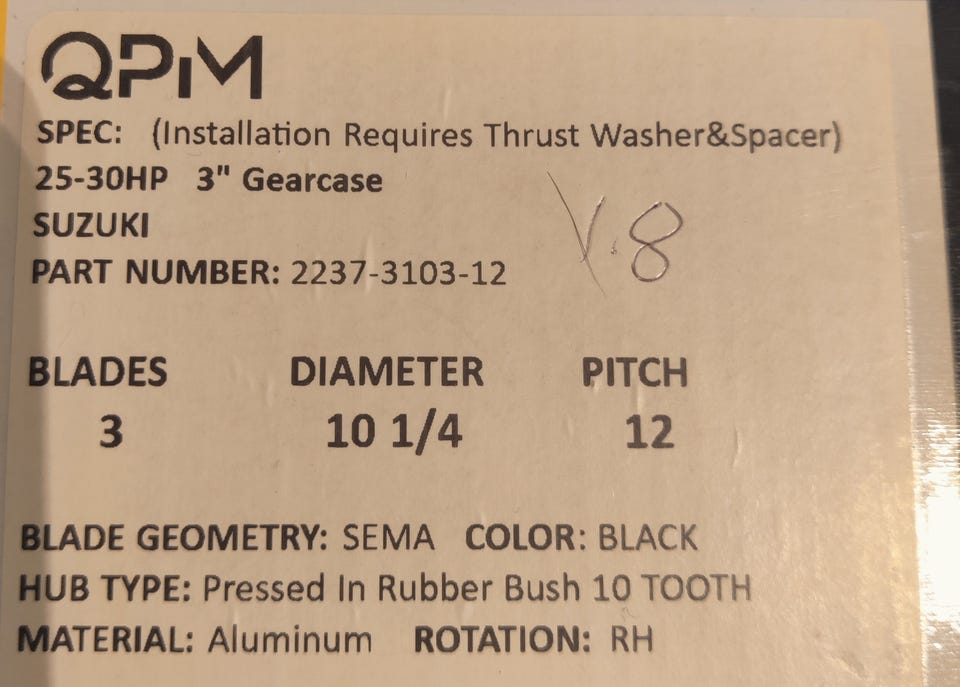 QPM
SPEC: (Installation Requires Thrust Washer&Spacer)
25-30HP 3" Gearcase
SUZUKI
PART NUMBER: 2237-3103-12
BLADES DIAMETER PITCH
3 10 1/4 12
BLADE GEOMETRY: SEMA COLOR: BLACK
HUB TYPE: Pressed In Rubber Bush 10 TOOTH
MATERIAL: Aluminum ROTATION: RH